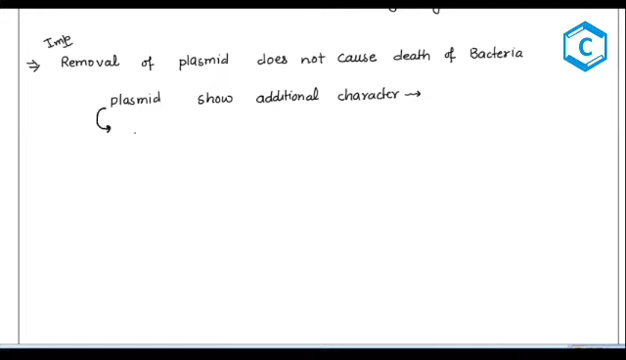 Imp
⇒ Removal of plasmid does not cause death of Bacteria
plasmid show additional character →
C